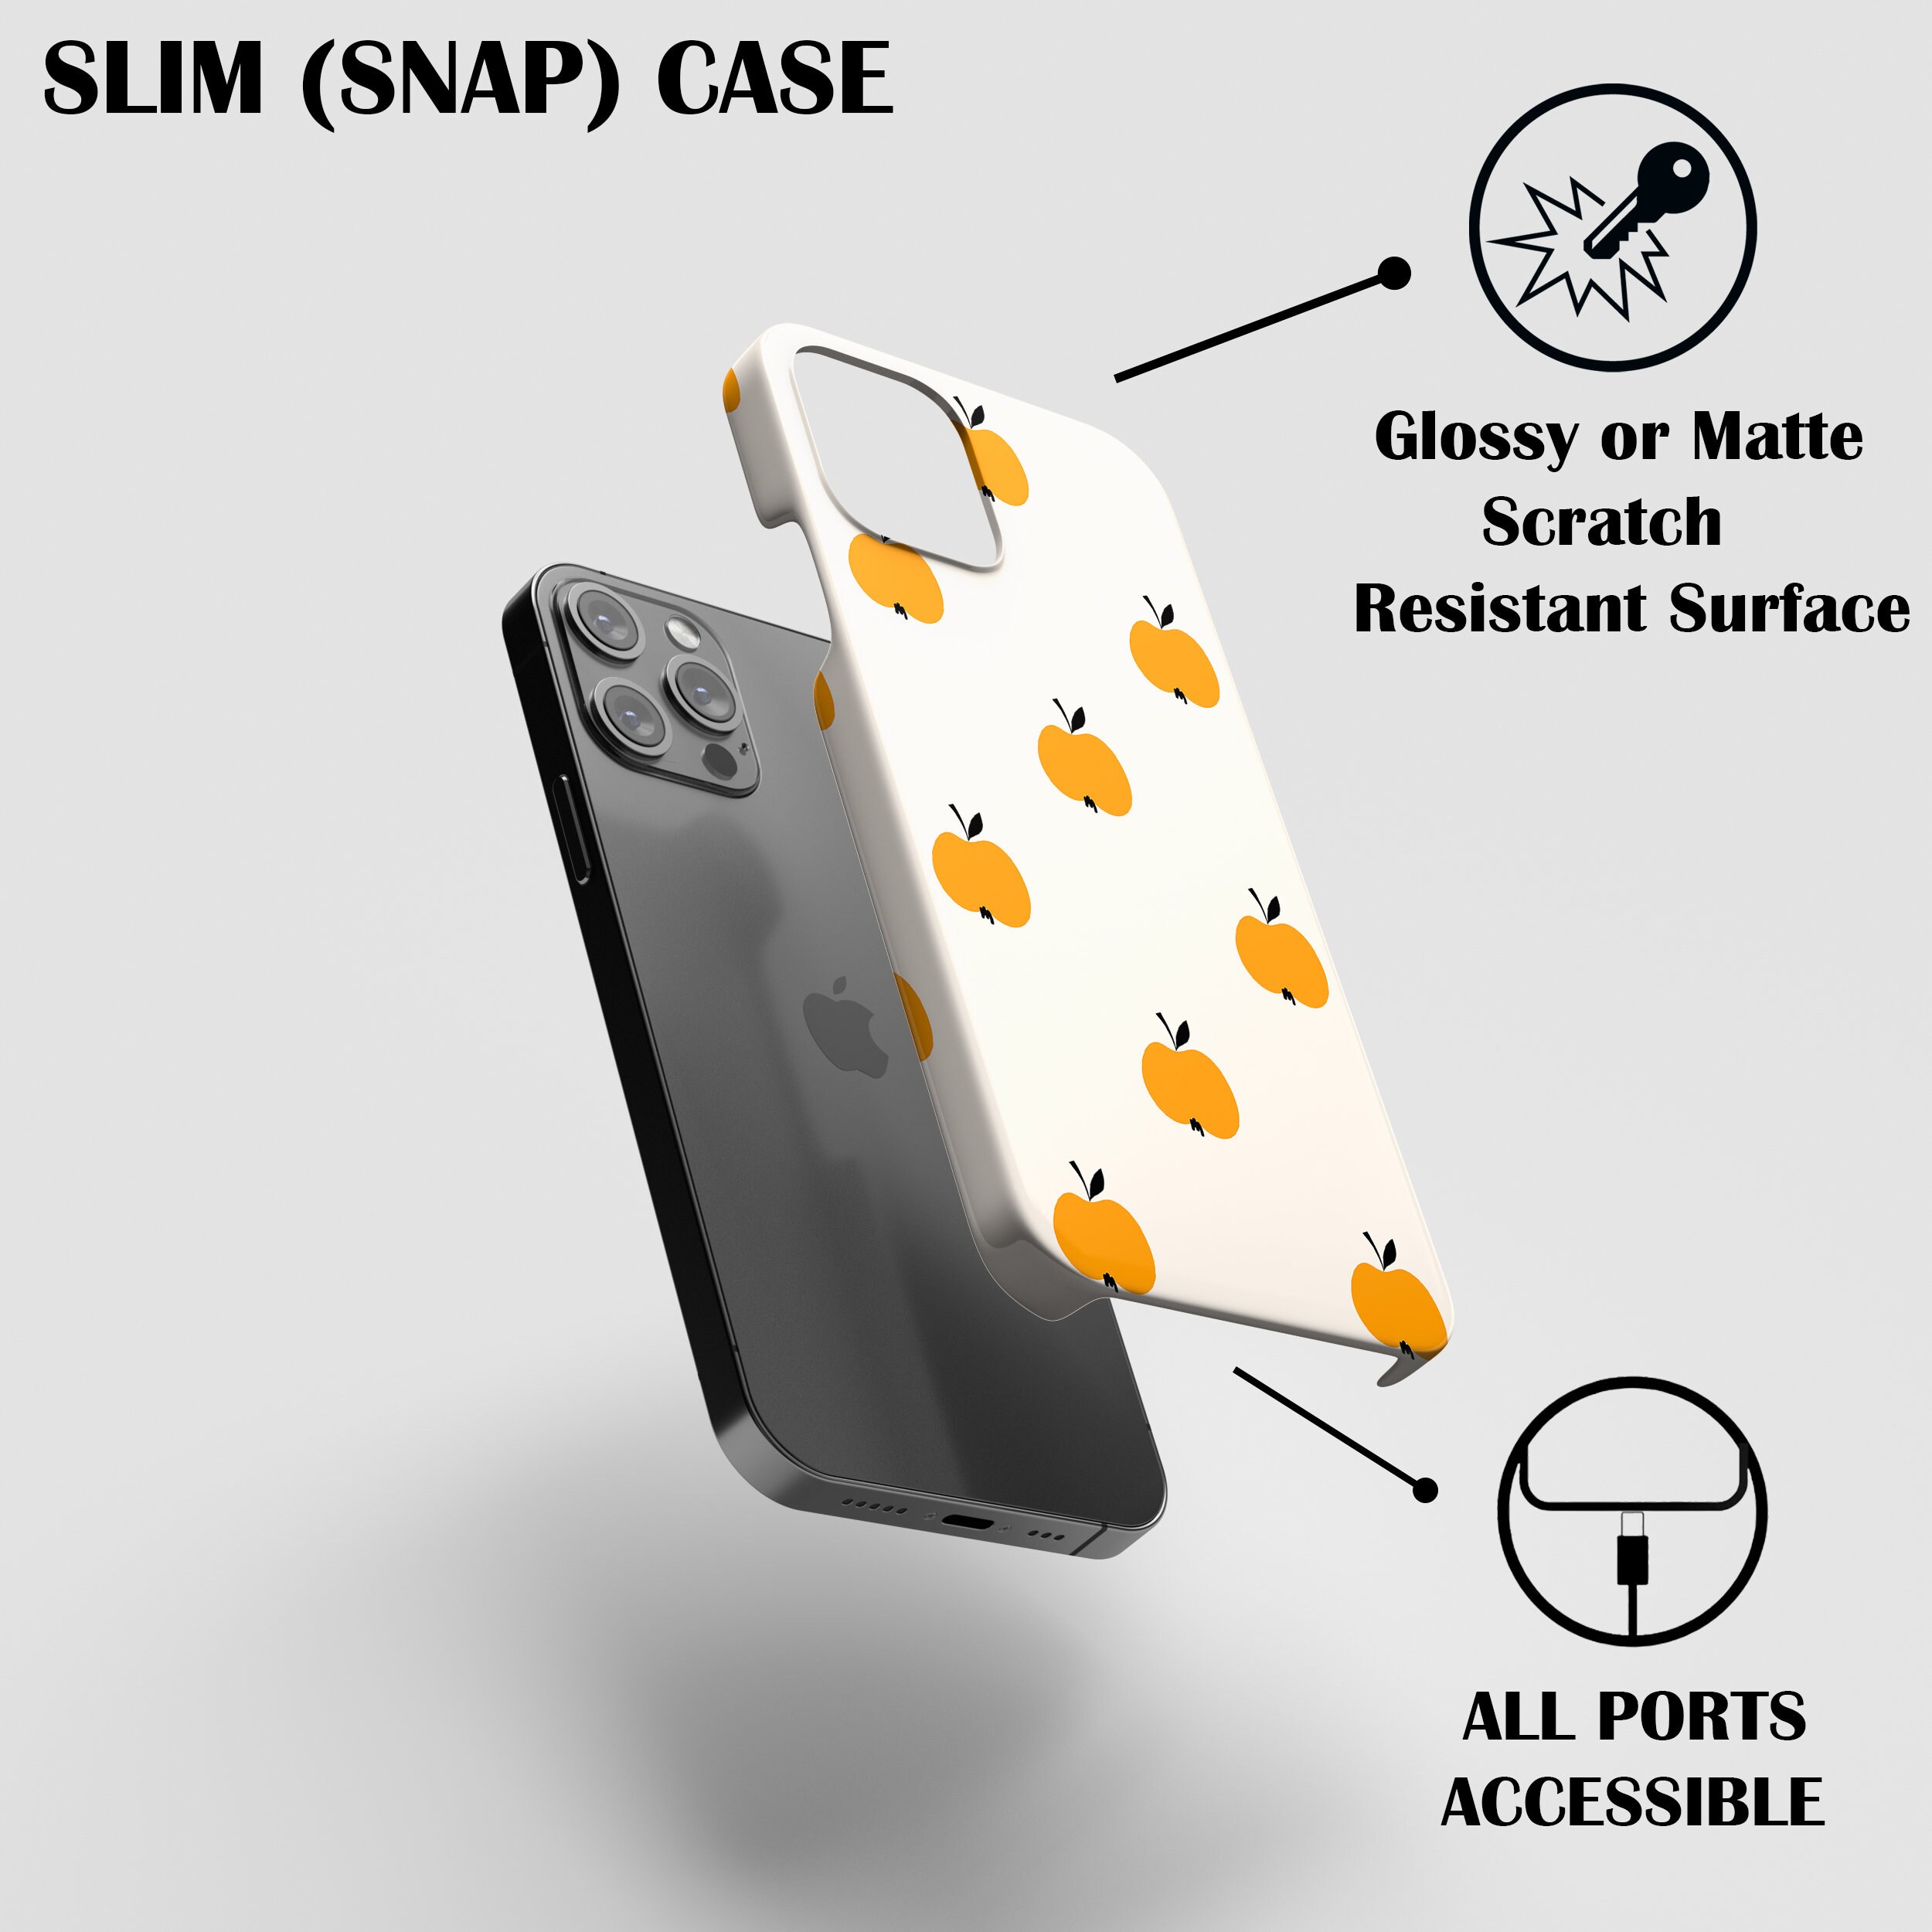 SLIM (SNAP) CASE
Glossy or Matte
Scratch
Resistant Surface
ALL PORTS
ACCESSIBLE